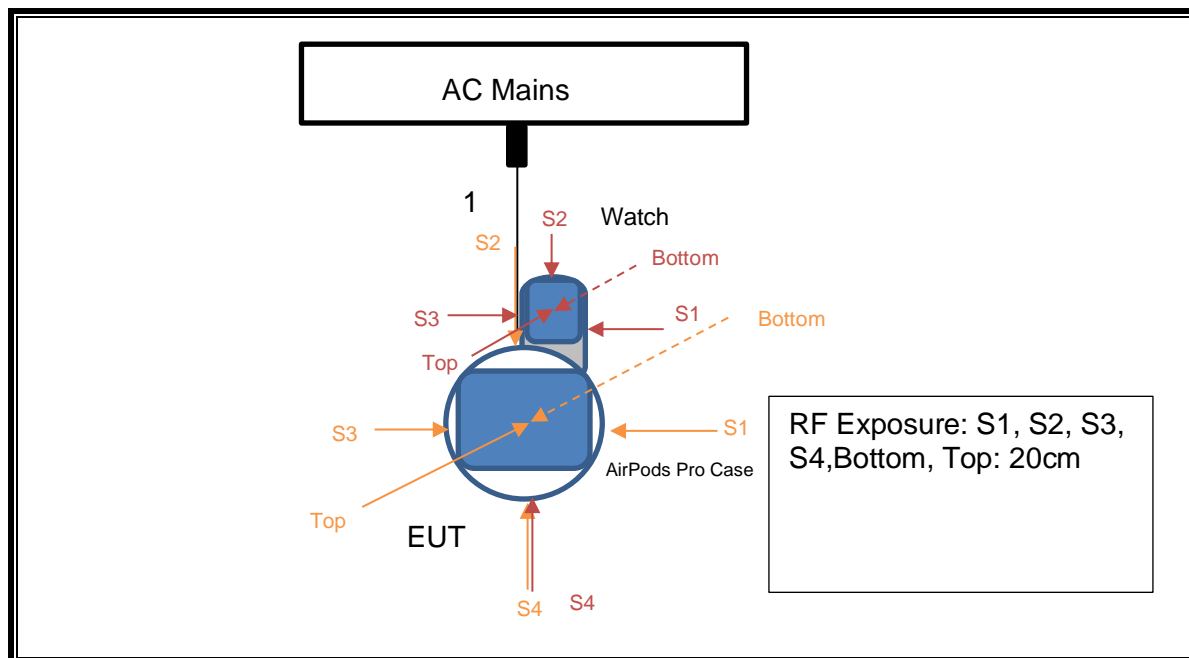 AC Mains
1
S2
Watch
S2
Bottom
S3
S1
Bottom
Top
S3
S1
RF Exposure: S1, S2, S3,
S4,Bottom, Top: 20cm
AirPods Pro Case
Top
EUT
S4
S4